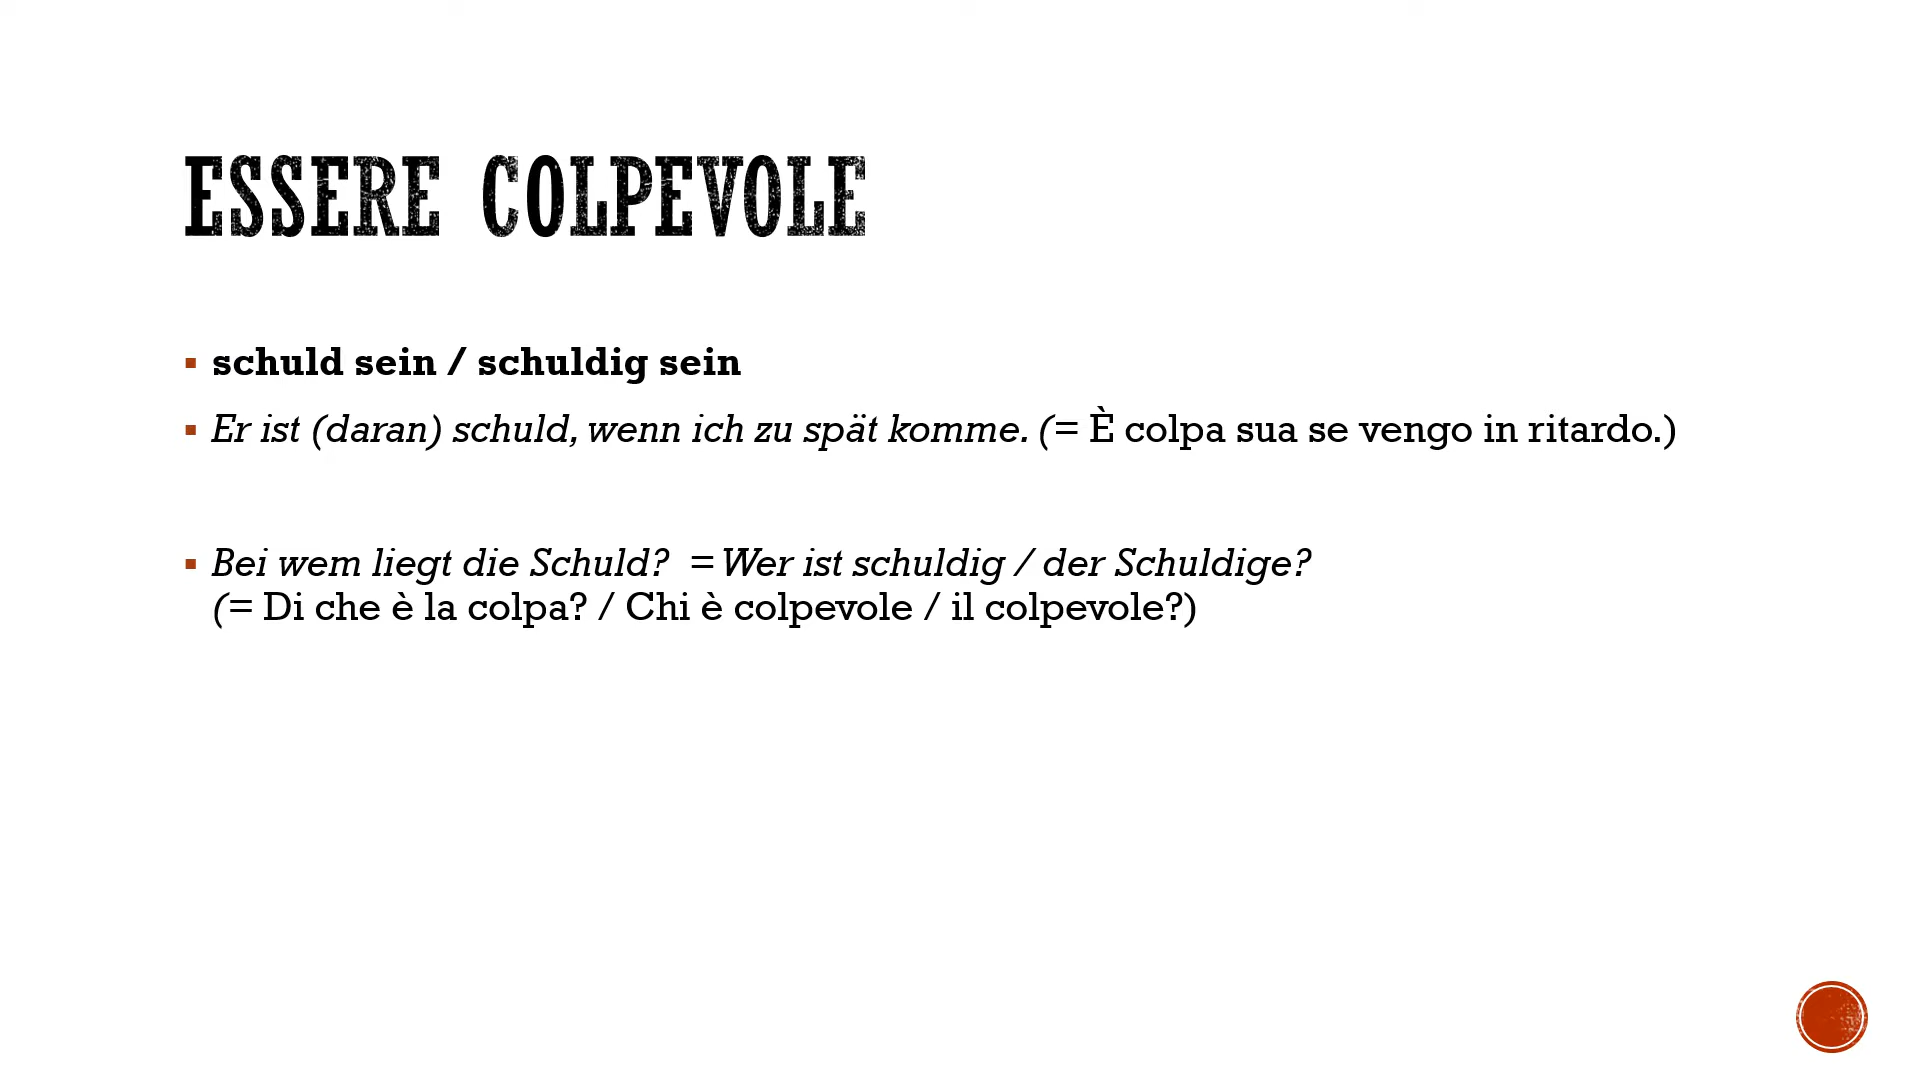 ESSERE COLPEVOLE
▪ schuld sein / schuldig sein
▪ Er ist (daran) schuld, wenn ich zu spät komme. (= È colpa sua se vengo in ritardo.)
▪ Bei wem liegt die Schuld? = Wer ist schuldig / der Schuldige?
(= Di che è la colpa? / Chi è colpevole / il colpevole?)